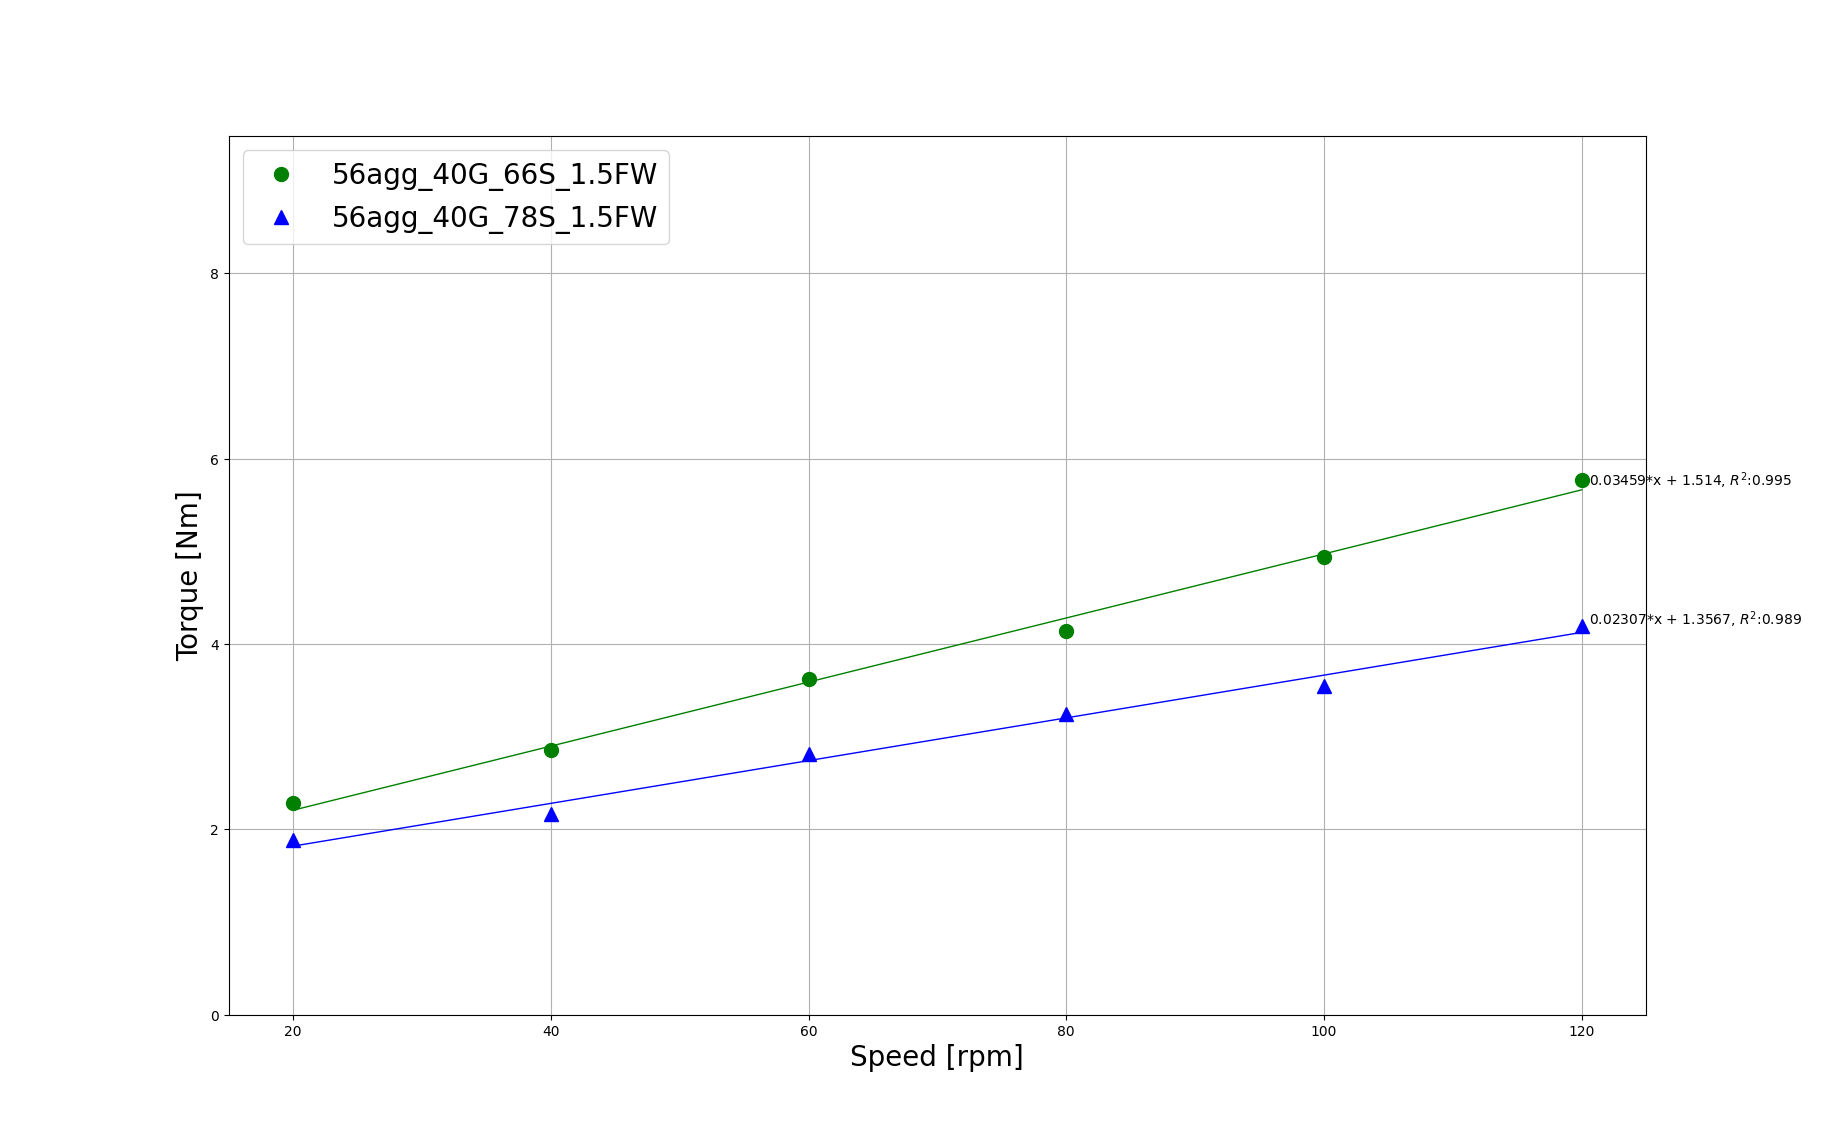 56agg_40G_66S_1.5FW
56agg_40G_78S_1.5FW
8
6
4
2
0
Torque [Nm]
0.03459*x + 1.514, R²:0.995
0.02307*x + 1.3567, R²:0.989
20 40 60 80 100 120
Speed [rpm]